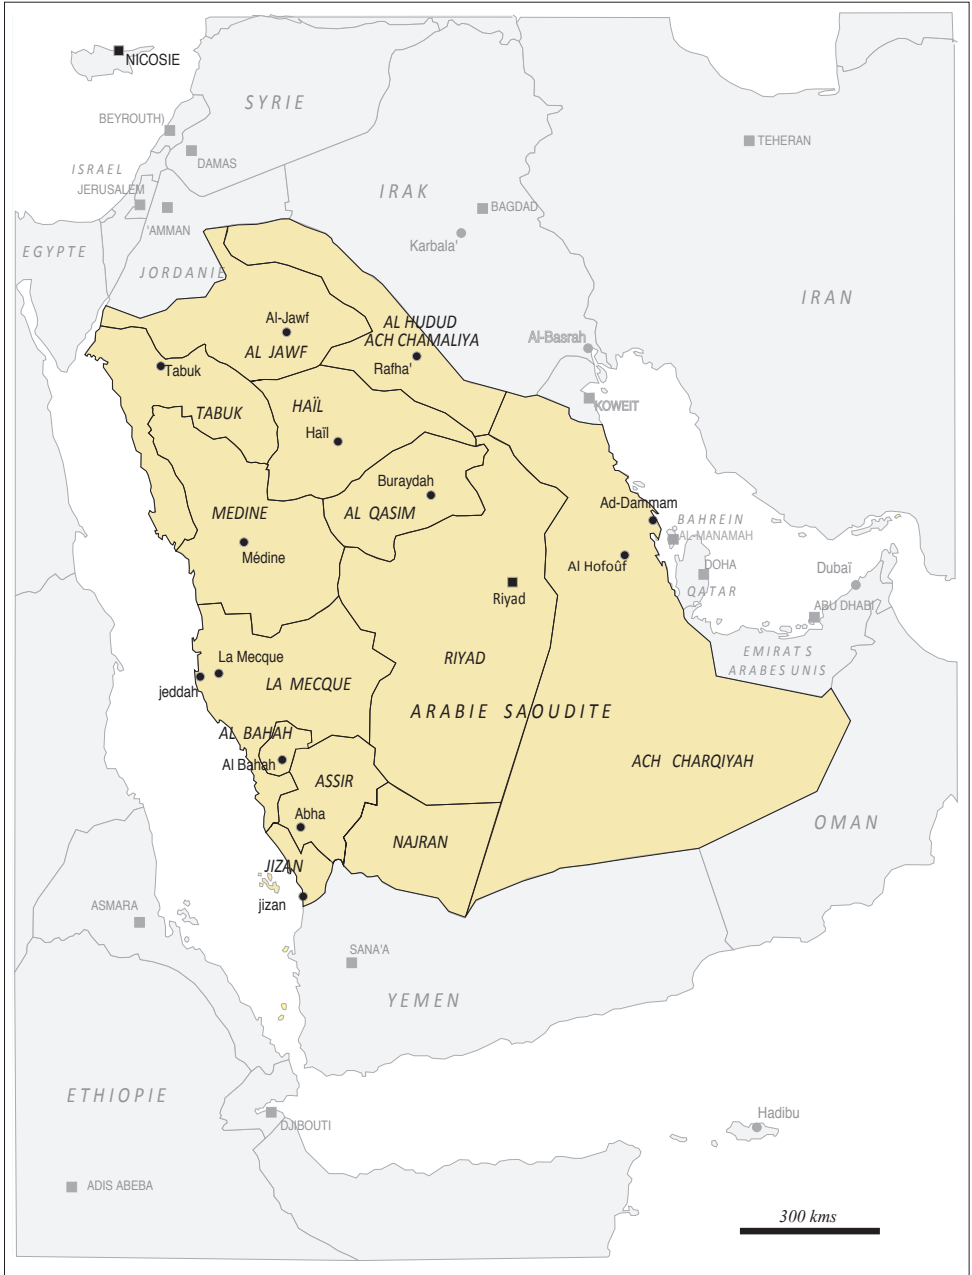 NICOSIE
SYRIE
BEYROUTH)
TEHERAN
DAMAS
ISRAEL
JERUSALEM
IRAK
BAGDAD
'AMMAN
Karbala'
EGYPTE
JORDANIE
IRAN
Al-Jawf
AL HUDUD
ACH CHAMALIYA
Al-Basrah
AL JAWF
Rafha'
Tabuk
KOWEIT
HAÏL
TABUK
Haïl
Buraydah
Ad-Dammam
MEDINE
AL QASIM
BAHREIN
AL-MANAMAH
Médine
Al Hofoûf
DOHA
Dubaï
QATAR
Riyad
ABU DHABI
EMIRATS
ARABES UNIS
La Mecque
RIYAD
LA MECQUE
jeddah
ARABIE SAOUDITE
AL BAHAH
Al Bahah
ACH CHARQIYAH
ASSIR
Abha
OMAN
NAJRAN
JIZAN
jizan
ASMARA
SANA'A
YEMEN
ETHIOPIE
Hadibu
DJIBOUTI
ADIS ABEBA
300 kms